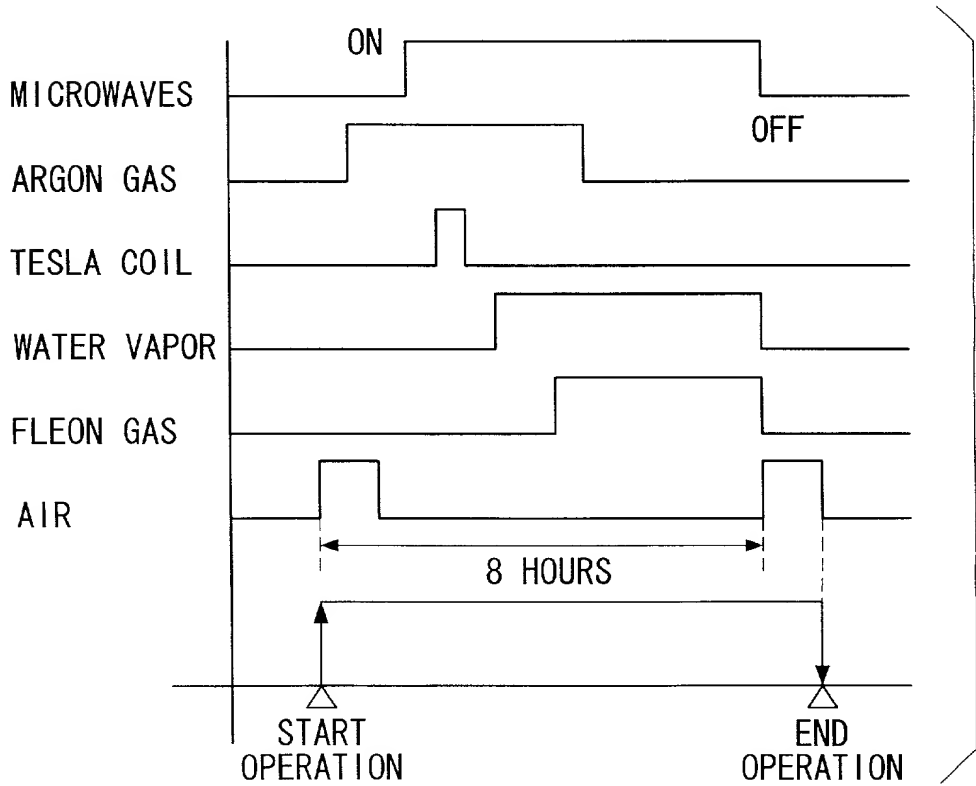 ON
MICROWAVES
OFF
ARGON GAS
TESLA COIL
WATER VAPOR
FLEON GAS
AIR
8 HOURS
START
OPERATION
END
OPERATION